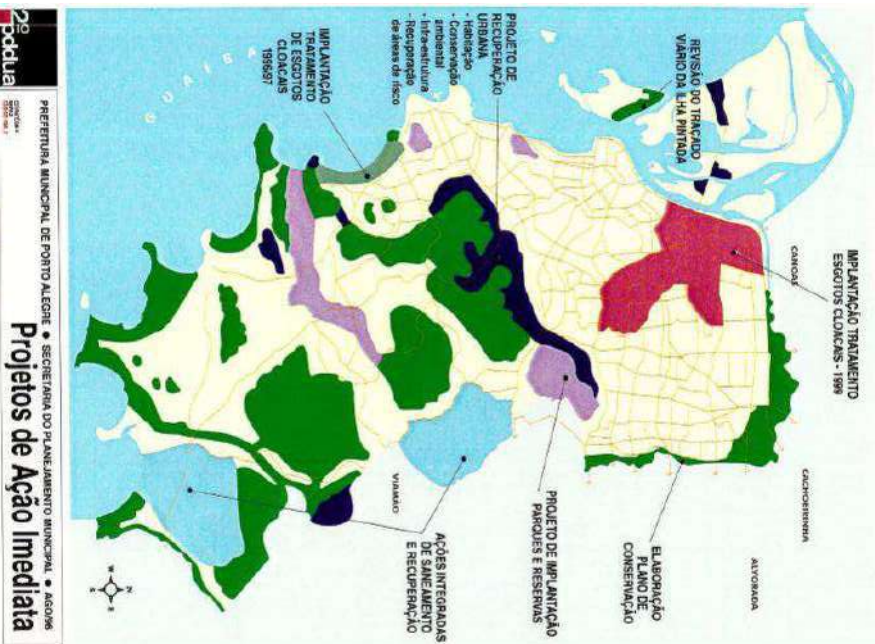 IMPLANTAÇÃO TRATAMENTO
ESGOTOS CLOACAIS - 1999
CANOAS
CACHOEIRINHA
ALVORADA
REVISÃO DO TRAÇADO
VIÁRIO DA ILHA PINTADA
ELABORAÇÃO
PLANO DE
CONSERVAÇÃO
PROJETO DE
RECUPERAÇÃO
URBANA
- Habitação
- Conservação
ambiental
- Infra-estrutura
- Recuperação
de áreas de risco
PROJETO DE IMPLANTAÇÃO
PARQUES E RESERVAS
IMPLANTAÇÃO
TRATAMENTO
DE ESGOTOS
CLOACAIS
1996/97
GUAÍBA
VIAMÃO
AÇÕES INTEGRADAS
DE SANEAMENTO
E RECUPERAÇÃO
N
S
W
2º
pddua
PREFEITURA MUNICIPAL DE PORTO ALEGRE • SECRETARIA DO PLANEJAMENTO MUNICIPAL • AGO/96
Projetos de Ação Imediata